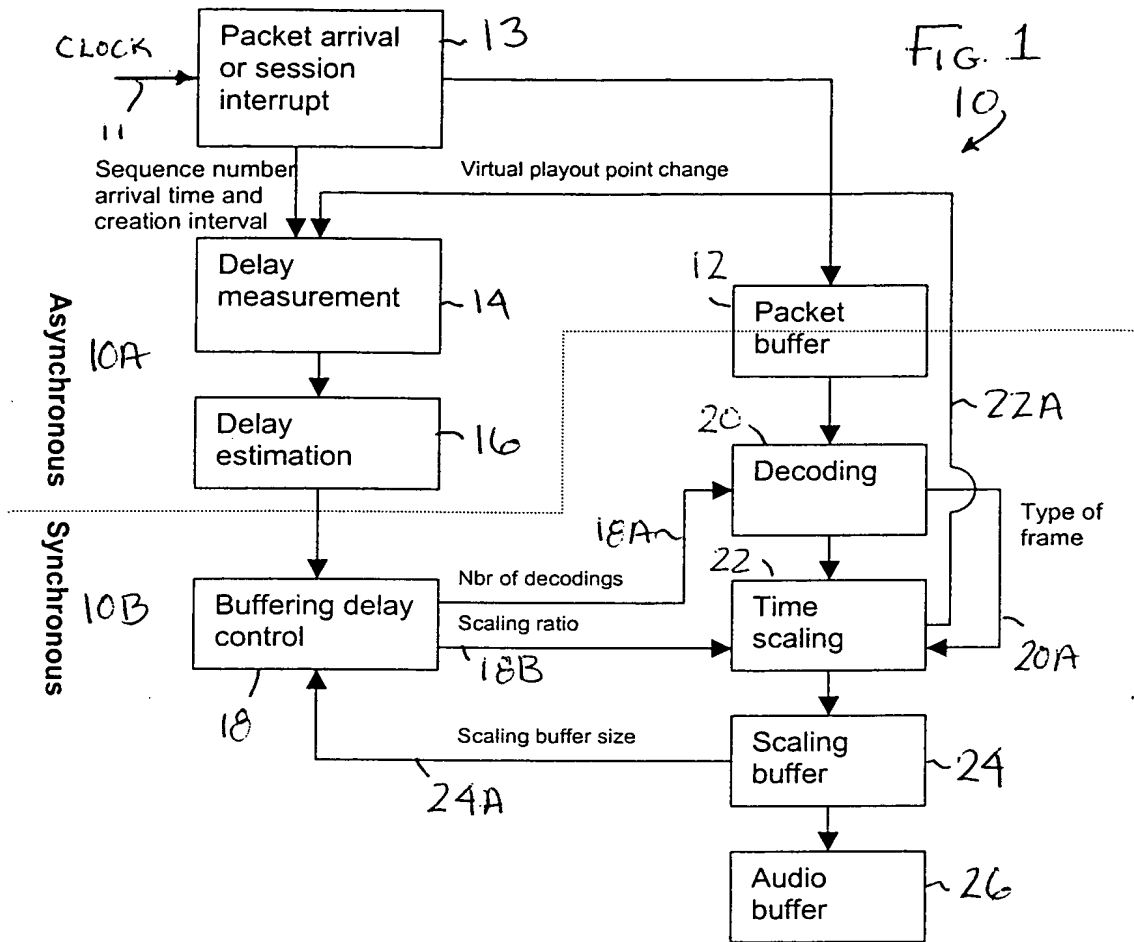 CLOCK
11
Packet arrival
or session
interrupt
13
FIG. 1
10
Sequence number
arrival time and
creation interval
Virtual playout point change
Delay
measurement
14
12
Packet
buffer
Asynchronous
10A
Delay
estimation
16
20
Decoding
22A
18A
Type of
frame
Synchronous
10B
Buffering delay
control
18
Nbr of decodings
Scaling ratio
18B
22
Time
scaling
20A
Scaling buffer size
24A
Scaling
buffer
24
Audio
buffer
26